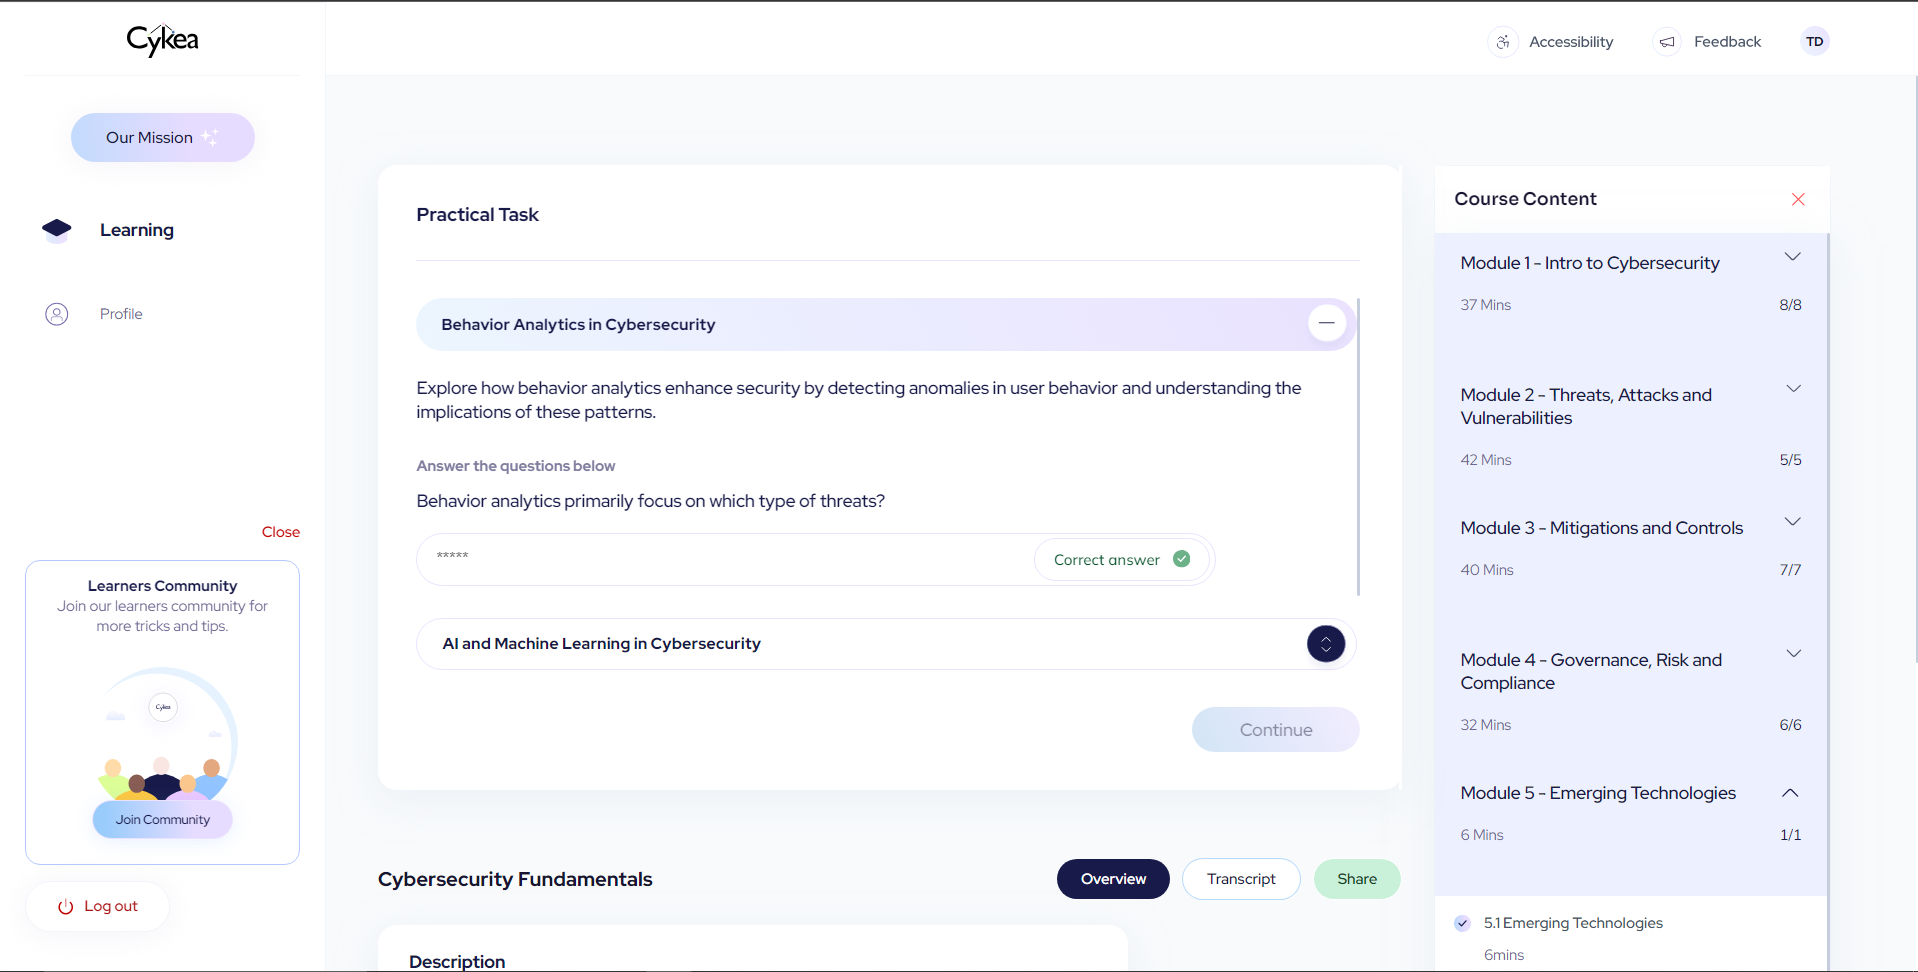 Cykea
Accessibility
Feedback
TD
Our Mission
Learning
Profile
Close
Learners Community
Join our learners community for
more tricks and tips.
Cykea
Join Community
Log out
Practical Task
Behavior Analytics in Cybersecurity
Explore how behavior analytics enhance security by detecting anomalies in user behavior and understanding the
implications of these patterns.
Answer the questions below
Behavior analytics primarily focus on which type of threats?
*****
Correct answer
AI and Machine Learning in Cybersecurity
Continue
Cybersecurity Fundamentals
Overview
Transcript
Share
Description
Course Content
Module 1 - Intro to Cybersecurity
37 Mins
8/8
Module 2 - Threats, Attacks and
Vulnerabilities
42 Mins
5/5
Module 3 - Mitigations and Controls
40 Mins
7/7
Module 4 - Governance, Risk and
Compliance
32 Mins
6/6
Module 5 - Emerging Technologies
6 Mins
1/1
5.1 Emerging Technologies
6mins